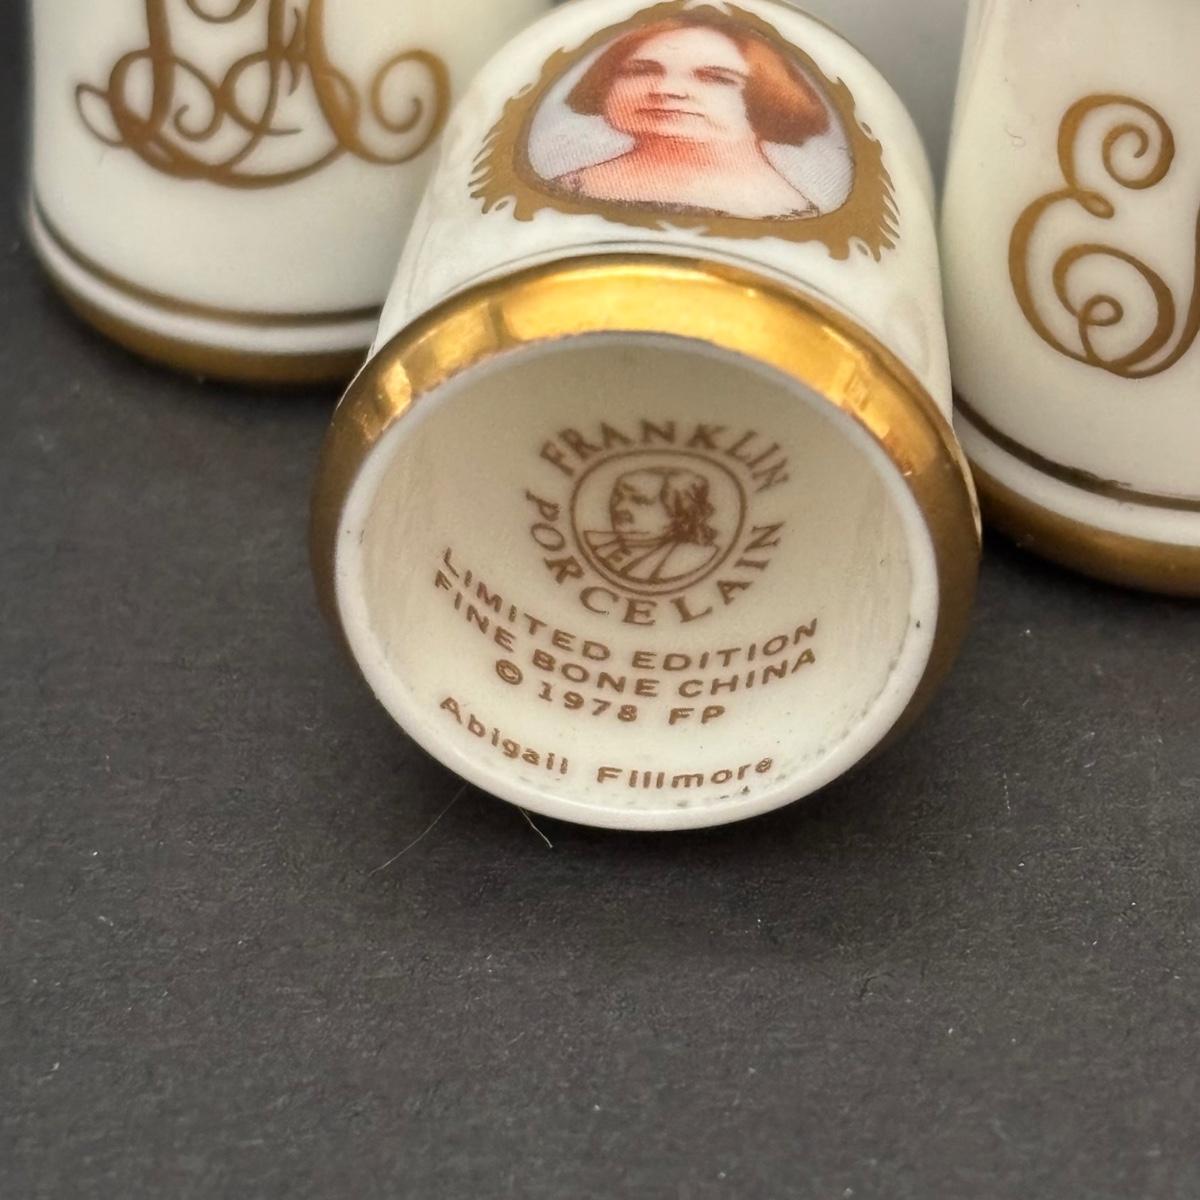 FRANKLIN
PORCELAIN
LIMITED EDITION
FINE BONE CHINA
© 1978 FP
Abigail Fillmore